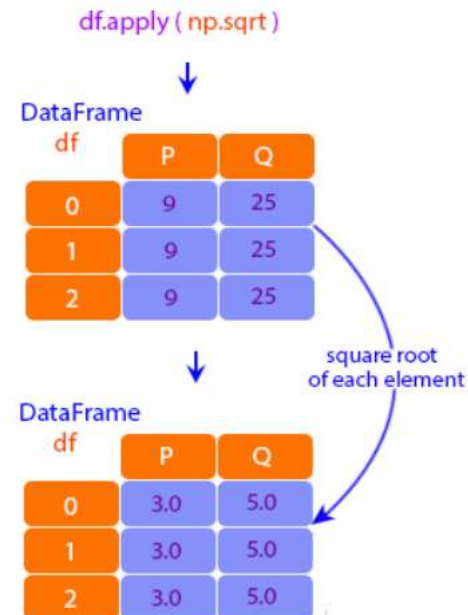 df.apply ( np.sqrt )
DataFrame
df
P Q
0 9 25
1 9 25
2 9 25
square root
of each element
DataFrame
df
P Q
0 3.0 5.0
1 3.0 5.0
2 3.0 5.0